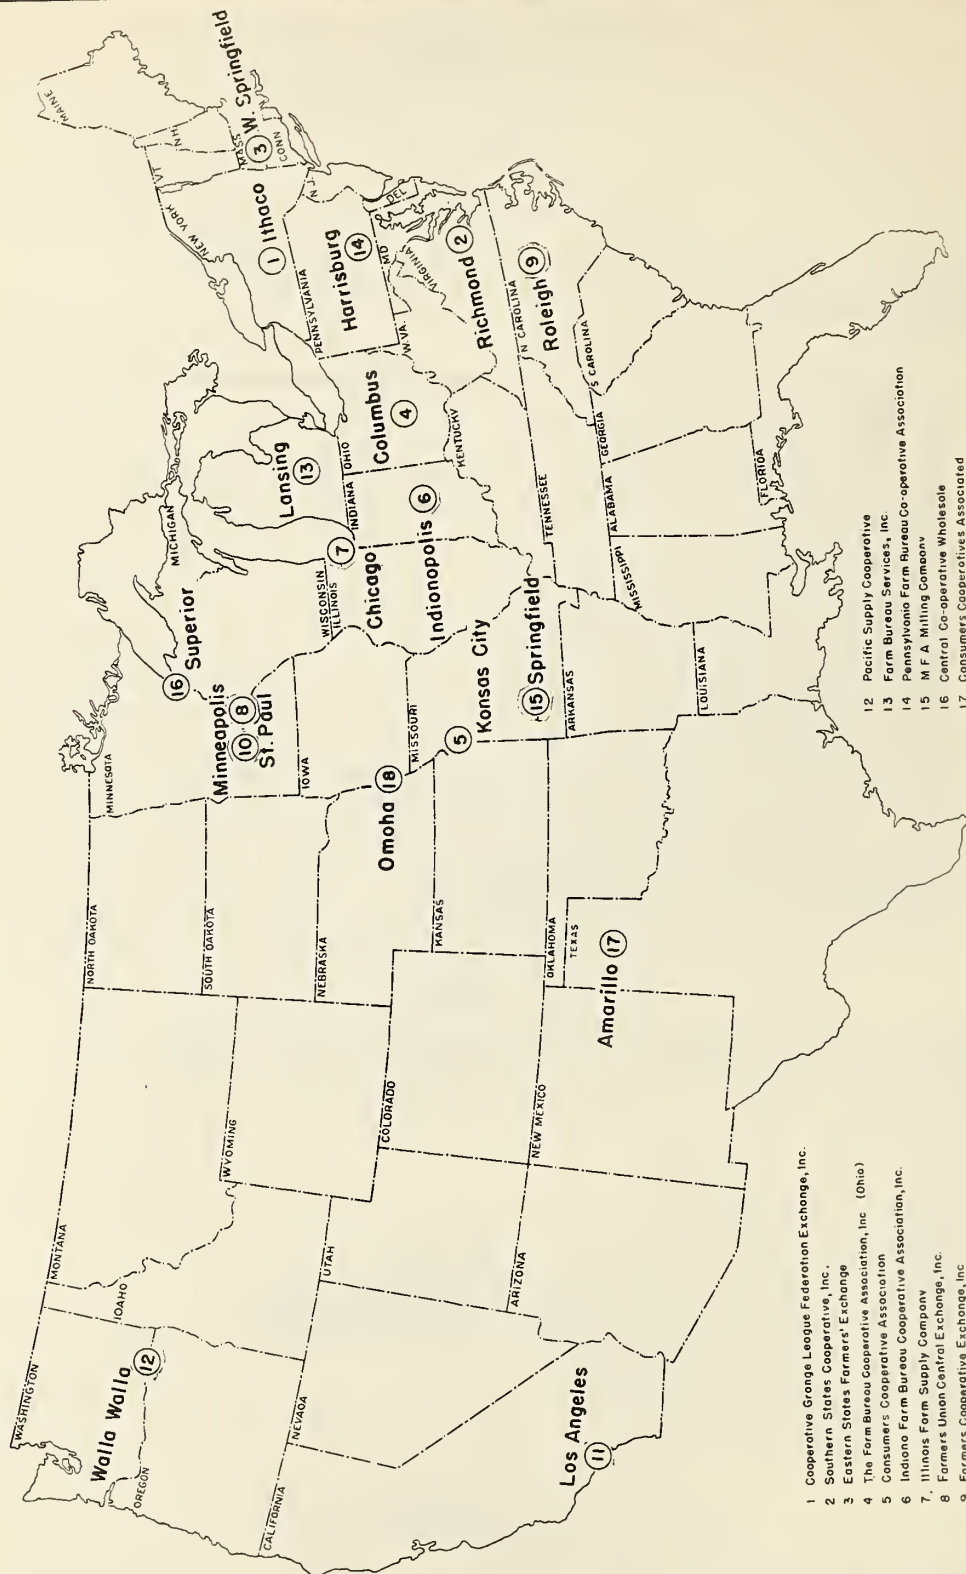 WASHINGTON
MONTANA
NORTH DAKOTA
MINNESOTA
MAINE
VT
N H
MASS
CONN
3 W. Springfield
NEW YORK
1 Ithaco
Walla Walla
12
OREGON
IDAHO
SOUTH DAKOTA
Minneapolis
10 8
St. Paul
16 Superior
MICHIGAN
Lansing
13
PENNSYLVANIA
Harrisburg
14
N J
DEL
MD
WYOMING
NEBRASKA
IOWA
WISCONSIN
ILLINOIS
7
Chicago
INDIANA
OHIO
Columbus
4
W. VA.
VIRGINIA
Richmond 2
CALIFORNIA
NEVADA
UTAH
COLORADO
KANSAS
Omoha 18
MISSOURI
5 Konsas City
Indionopolis 6
KENTUCKY
N CAROLINA
Roleigh 9
Los Angeles
11
ARIZONA
NEW MEXICO
OKLAHOMA
TEXAS
Amarillo 17
15 Springfield
ARKANSAS
TENNESSEE
MISSISSIPPI
ALABAMA
GEORGIA
S CAROLINA
LOUISIANA
FLORIDA
1 Cooperative Grange League Federation Exchange, Inc.
2 Southern States Cooperative, Inc.
3 Eastern States Farmers' Exchange
4 The Farm Bureau Cooperative Association, Inc (Ohio)
5 Consumers Cooperative Association
6 Indiana Farm Bureau Cooperative Association, Inc.
7. Illinois Farm Supply Company
8 Farmers Union Central Exchange, Inc.
9 Farmers Cooperative Exchange, Inc
12 Pacific Supply Cooperative
13 Farm Bureau Services, Inc.
14 Pennsylvania Farm Bureau Co-operative Association
15 M F A Milling Company
16 Central Co-operative Wholesale
17 Consumers Cooperatives Associated